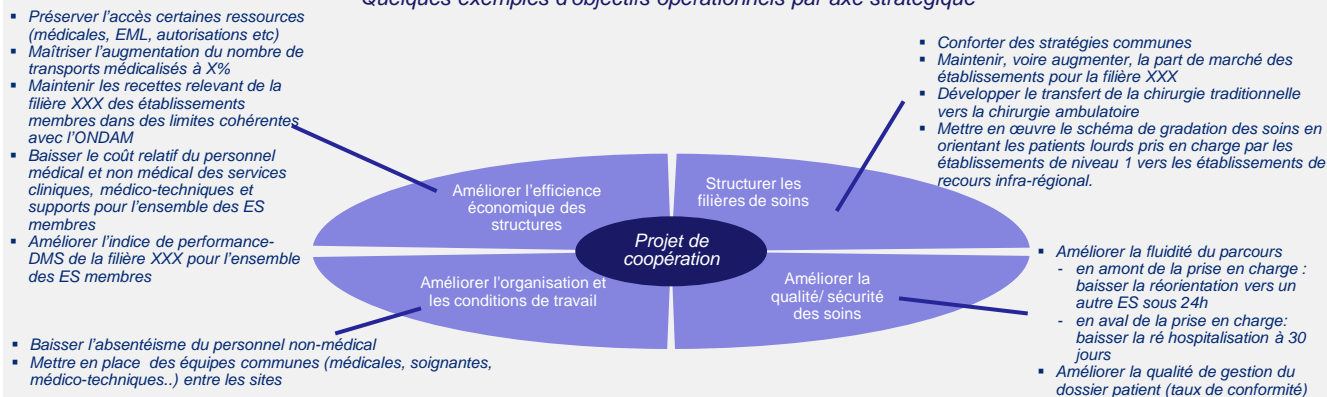 Quelques exemples d'objectifs opérationnels par axe stratégique
▪ Préserver l'accès certaines ressources
(médicales, EML, autorisations etc)
▪ Maîtriser l'augmentation du nombre de
transports médicalisés à X%
▪ Maintenir les recettes relevant de la
filière XXX des établissements
membres dans des limites cohérentes
avec l'ONDAM
▪ Baisser le coût relatif du personnel
médical et non médical des services
cliniques, médico-techniques et
supports pour l'ensemble des ES
membres
▪ Améliorer l'indice de performance-
DMS de la filière XXX pour l'ensemble
des ES membres
▪ Conforter des stratégies communes
▪ Maintenir, voire augmenter, la part de marché des
établissements pour la filière XXX
▪ Développer le transfert de la chirurgie traditionnelle
vers la chirurgie ambulatoire
▪ Mettre en œuvre le schéma de gradation des soins en
orientant les patients lourds pris en charge par les
établissements de niveau 1 vers les établissements de
recours infra-régional.
Améliorer l'efficience
économique des
structures
Structurer les
filières de soins
Projet de
coopération
Améliorer l'organisation et
les conditions de travail
Améliorer la
qualité/ sécurité
des soins
▪ Améliorer la fluidité du parcours
- en amont de la prise en charge :
baisser la réorientation vers un
autre ES sous 24h
- en aval de la prise en charge:
baisser la ré hospitalisation à 30
jours
▪ Améliorer la qualité de gestion du
dossier patient (taux de conformité)
▪ Baisser l'absentéisme du personnel non-médical
▪ Mettre en place des équipes communes (médicales, soignantes,
médico-techniques..) entre les sites